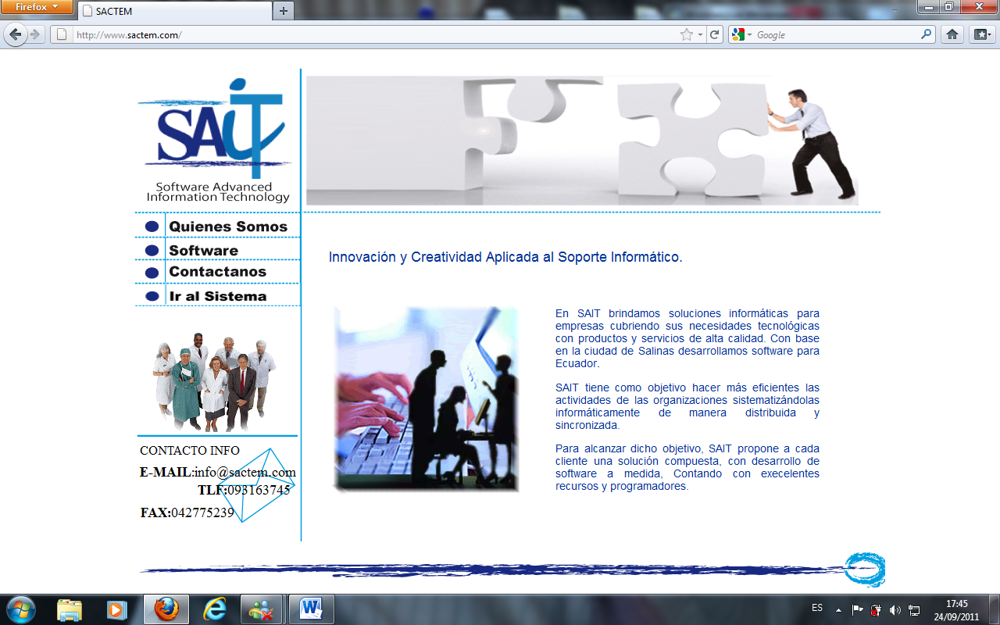 Firefox
SACTEM
http://www.sactem.com/
Google
SAiT
Software Advanced
Information Technology
Quienes Somos
Software
Contactanos
Ir al Sistema
CONTACTO INFO
E-MAIL:info@sactem.com
TLF:093163745
FAX:042775239
Innovación y Creatividad Aplicada al Soporte Informático.
En SAIT brindamos soluciones informáticas para
empresas cubriendo sus necesidades tecnológicas
con productos y servicios de alta calidad. Con base
en la ciudad de Salinas desarrollamos software para
Ecuador.
SAIT tiene como objetivo hacer más eficientes las
actividades de las organizaciones sistematizándolas
informáticamente de manera distribuida y
sincronizada.
Para alcanzar dicho objetivo, SAIT propone a cada
cliente una solución compuesta, con desarrollo de
software a medida, Contando con execelentes
recursos y programadores.
ES
17:45
24/09/2011